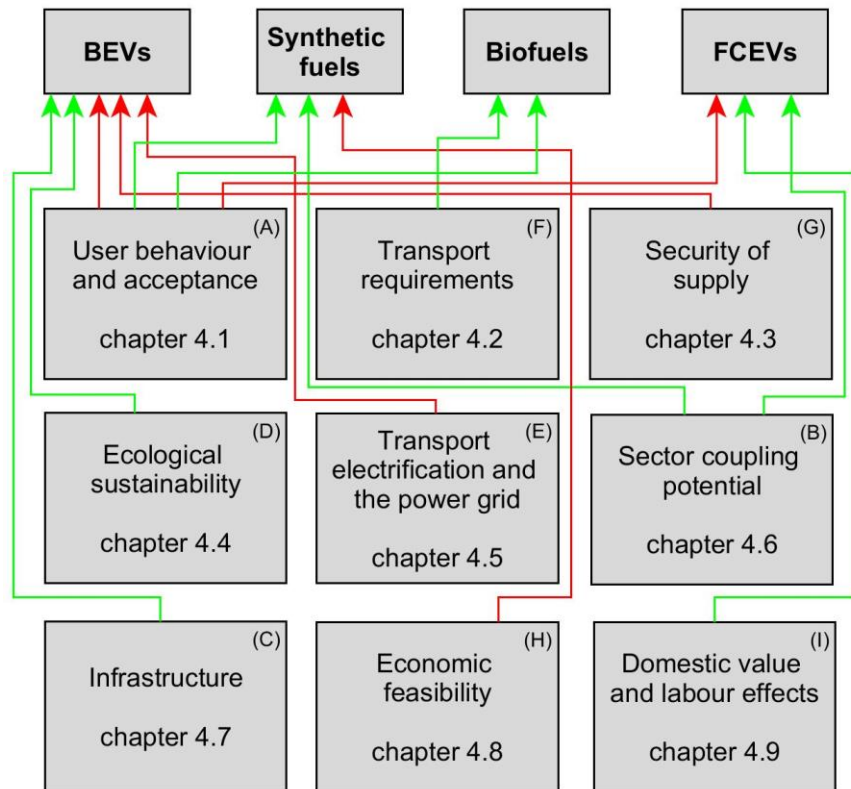 BEVs
Synthetic
fuels
Biofuels
FCEVs
(A)
User behaviour
and acceptance
chapter 4.1
(F)
Transport
requirements
chapter 4.2
(G)
Security of
supply
chapter 4.3
(D)
Ecological
sustainability
chapter 4.4
(E)
Transport
electrification and
the power grid
chapter 4.5
(B)
Sector coupling
potential
chapter 4.6
(C)
Infrastructure
chapter 4.7
(H)
Economic
feasibility
chapter 4.8
(I)
Domestic value
and labour effects
chapter 4.9